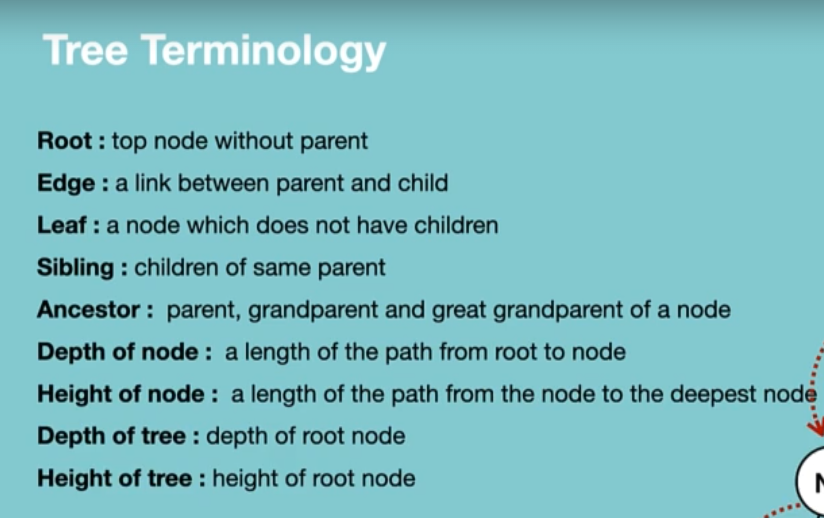 Tree Terminology
Root : top node without parent
Edge : a link between parent and child
Leaf : a node which does not have children
Sibling : children of same parent
Ancestor : parent, grandparent and great grandparent of a node
Depth of node : a length of the path from root to node
Height of node : a length of the path from the node to the deepest node
Depth of tree : depth of root node
Height of tree : height of root node
N